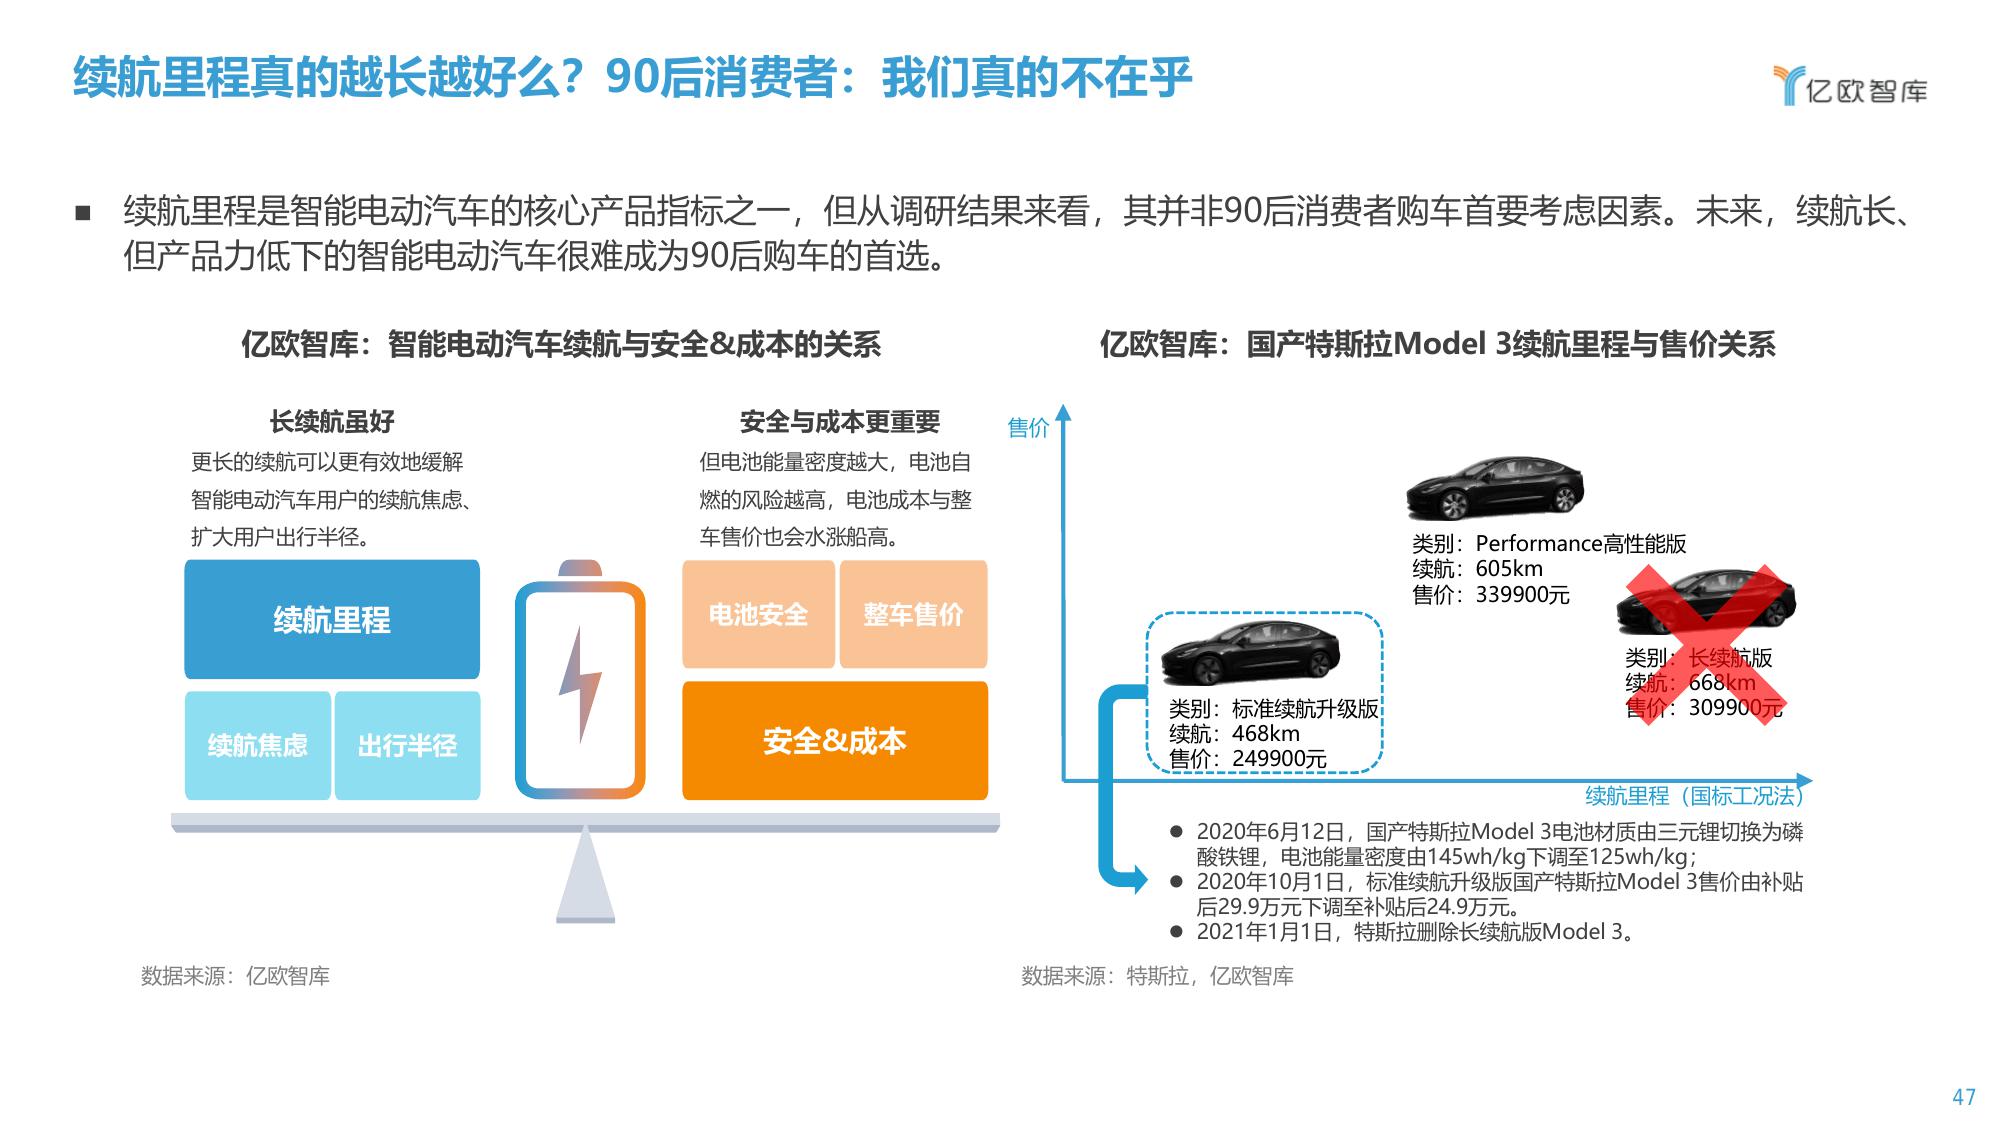 续航里程真的越长越好么？90后消费者：我们真的不在乎
亿欧智库
■ 续航里程是智能电动汽车的核心产品指标之一，但从调研结果来看，其并非90后消费者购车首要考虑因素。未来，续航长、
但产品力低下的智能电动汽车很难成为90后购车的首选。
亿欧智库：智能电动汽车续航与安全&成本的关系
长续航虽好
更长的续航可以更有效地缓解
智能电动汽车用户的续航焦虑、
扩大用户出行半径。
安全与成本更重要
但电池能量密度越大，电池自
燃的风险越高，电池成本与整
车售价也会水涨船高。
续航里程
续航焦虑
出行半径
电池安全
整车售价
安全&成本
数据来源：亿欧智库
亿欧智库：国产特斯拉Model 3续航里程与售价关系
售价
类别：Performance高性能版
续航：605km
售价：339900元
类别：长续航版
续航：668km
售价：309900元
类别：标准续航升级版
续航：468km
售价：249900元
续航里程（国标工况法）
● 2020年6月12日，国产特斯拉Model 3电池材质由三元锂切换为磷
酸铁锂，电池能量密度由145wh/kg下调至125wh/kg；
● 2020年10月1日，标准续航升级版国产特斯拉Model 3售价由补贴
后29.9万元下调至补贴后24.9万元。
● 2021年1月1日，特斯拉删除长续航版Model 3。
数据来源：特斯拉，亿欧智库
47